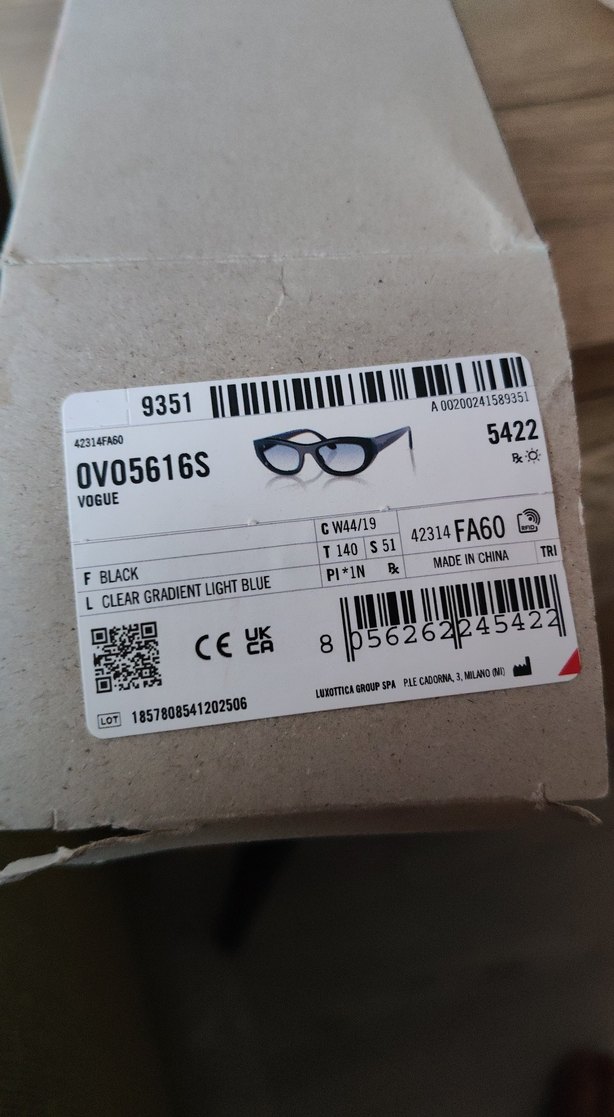 9351
A 00200241589351
42314FA60
0VO5616S
VOGUE
5422
Rx
C W44/19
T 140 S 51
PI *1N Rx
42314 FA60
RFID
MADE IN CHINA TRI
F BLACK
L CLEAR GRADIENT LIGHT BLUE
CE UK CA
8 056262 245422
LUXOTTICA GROUP SPA P.LE CADORNA, 3, MILANO (MI)
LOT 1857808541202506